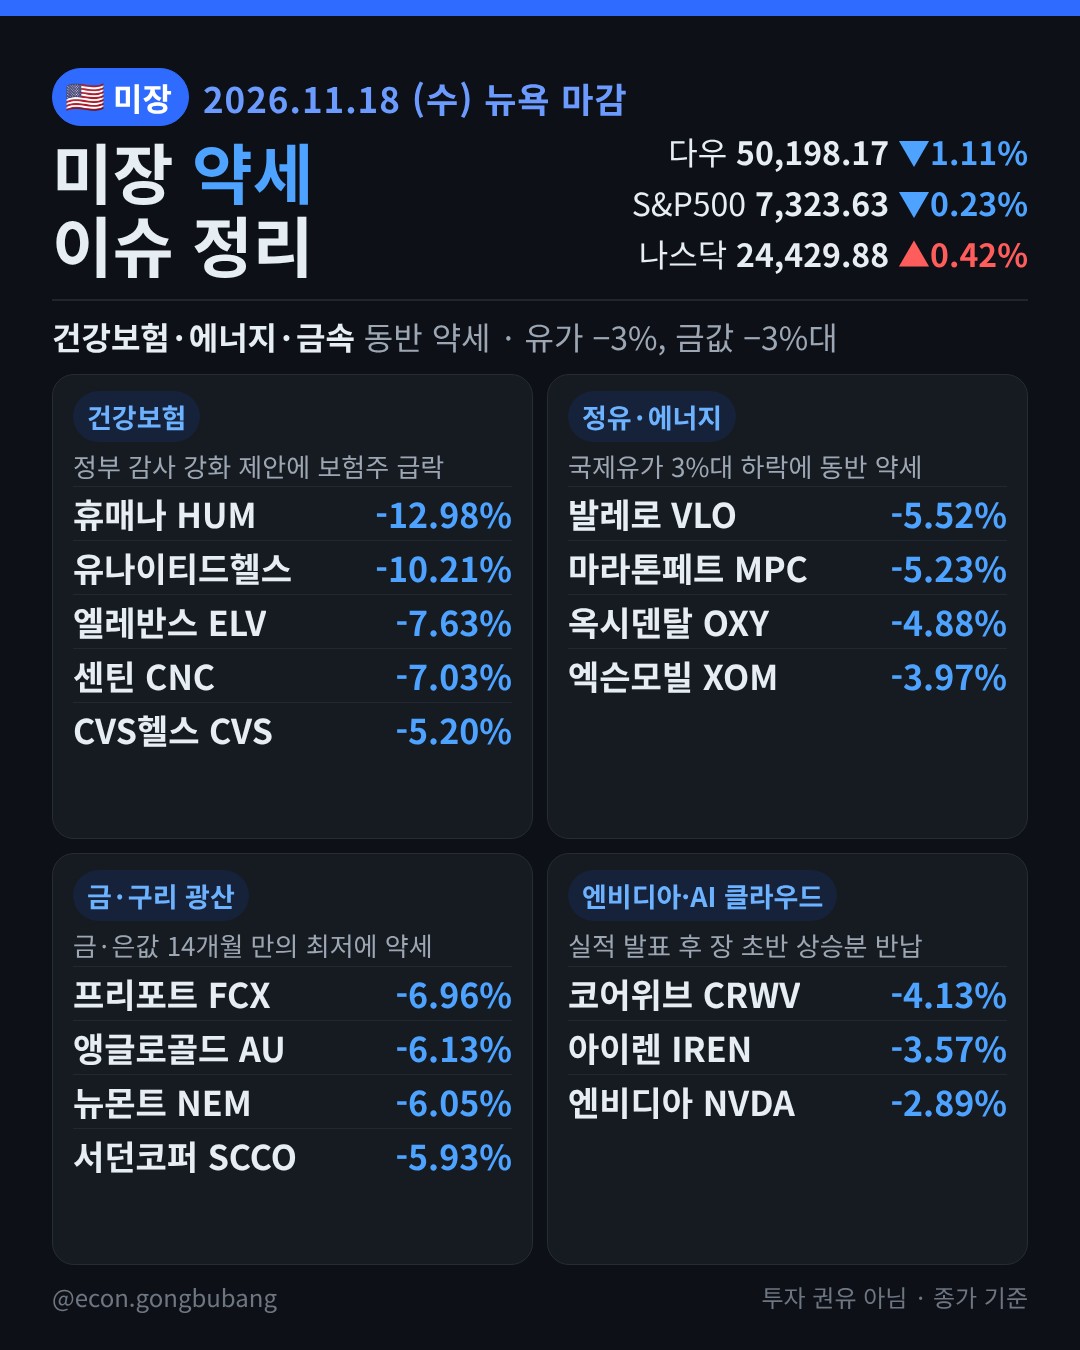 🇺🇸 미장 2026.11.18 (수) 뉴욕 마감
미장 약세
이슈 정리
다우 50,198.17 ▼1.11%
S&P500 7,323.63 ▼0.23%
나스닥 24,429.88 ▲0.42%
건강보험·에너지·금속 동반 약세 · 유가 −3%, 금값 −3%대
건강보험
정부 감사 강화 제안에 보험주 급락
휴매나 HUM -12.98%
유나이티드헬스 -10.21%
엘레반스 ELV -7.63%
센틴 CNC -7.03%
CVS헬스 CVS -5.20%
정유·에너지
국제유가 3%대 하락에 동반 약세
발레로 VLO -5.52%
마라톤페트 MPC -5.23%
옥시덴탈 OXY -4.88%
엑슨모빌 XOM -3.97%
금·구리 광산
금·은값 14개월 만의 최저에 약세
프리포트 FCX -6.96%
앵글로골드 AU -6.13%
뉴몬트 NEM -6.05%
서던코퍼 SCCO -5.93%
엔비디아·AI 클라우드
실적 발표 후 장 초반 상승분 반납
코어위브 CRWV -4.13%
아이렌 IREN -3.57%
엔비디아 NVDA -2.89%
@econ.gongbubang
투자 권유 아님 · 종가 기준